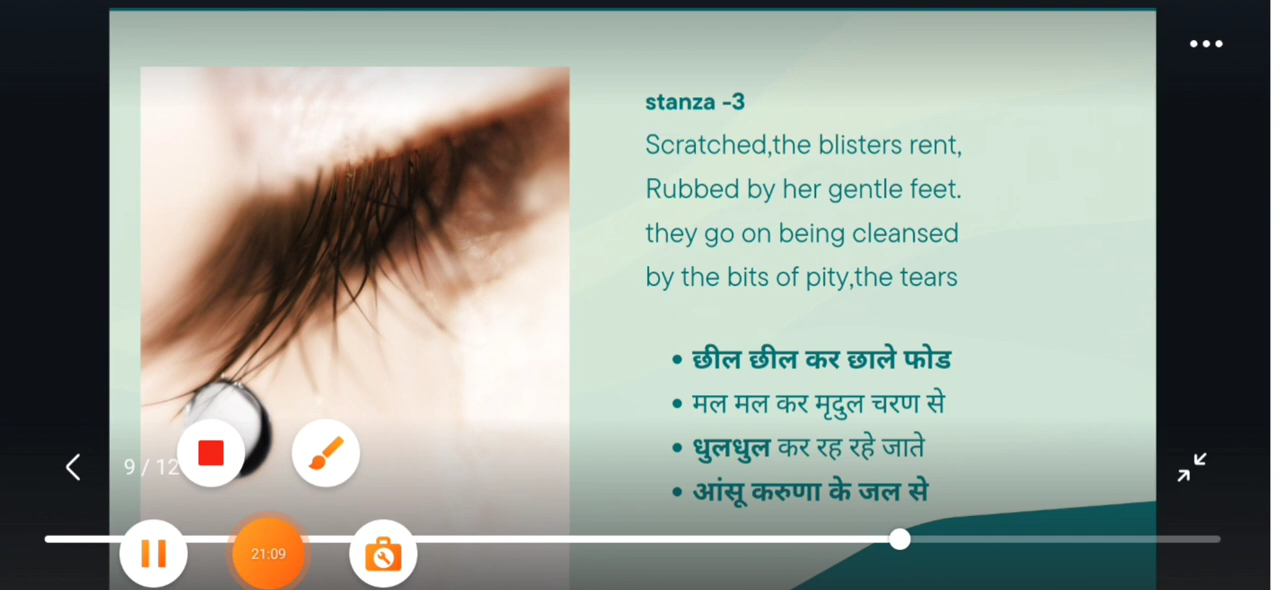 stanza -3
Scratched,the blisters rent,
Rubbed by her gentle feet.
they go on being cleansed
by the bits of pity,the tears
• छील छील कर छाले फोड
• मल मल कर मृदुल चरण से
• धुलधुल कर रह रहे जाते
• आंसू करुणा के जल से
9 / 12
21:09